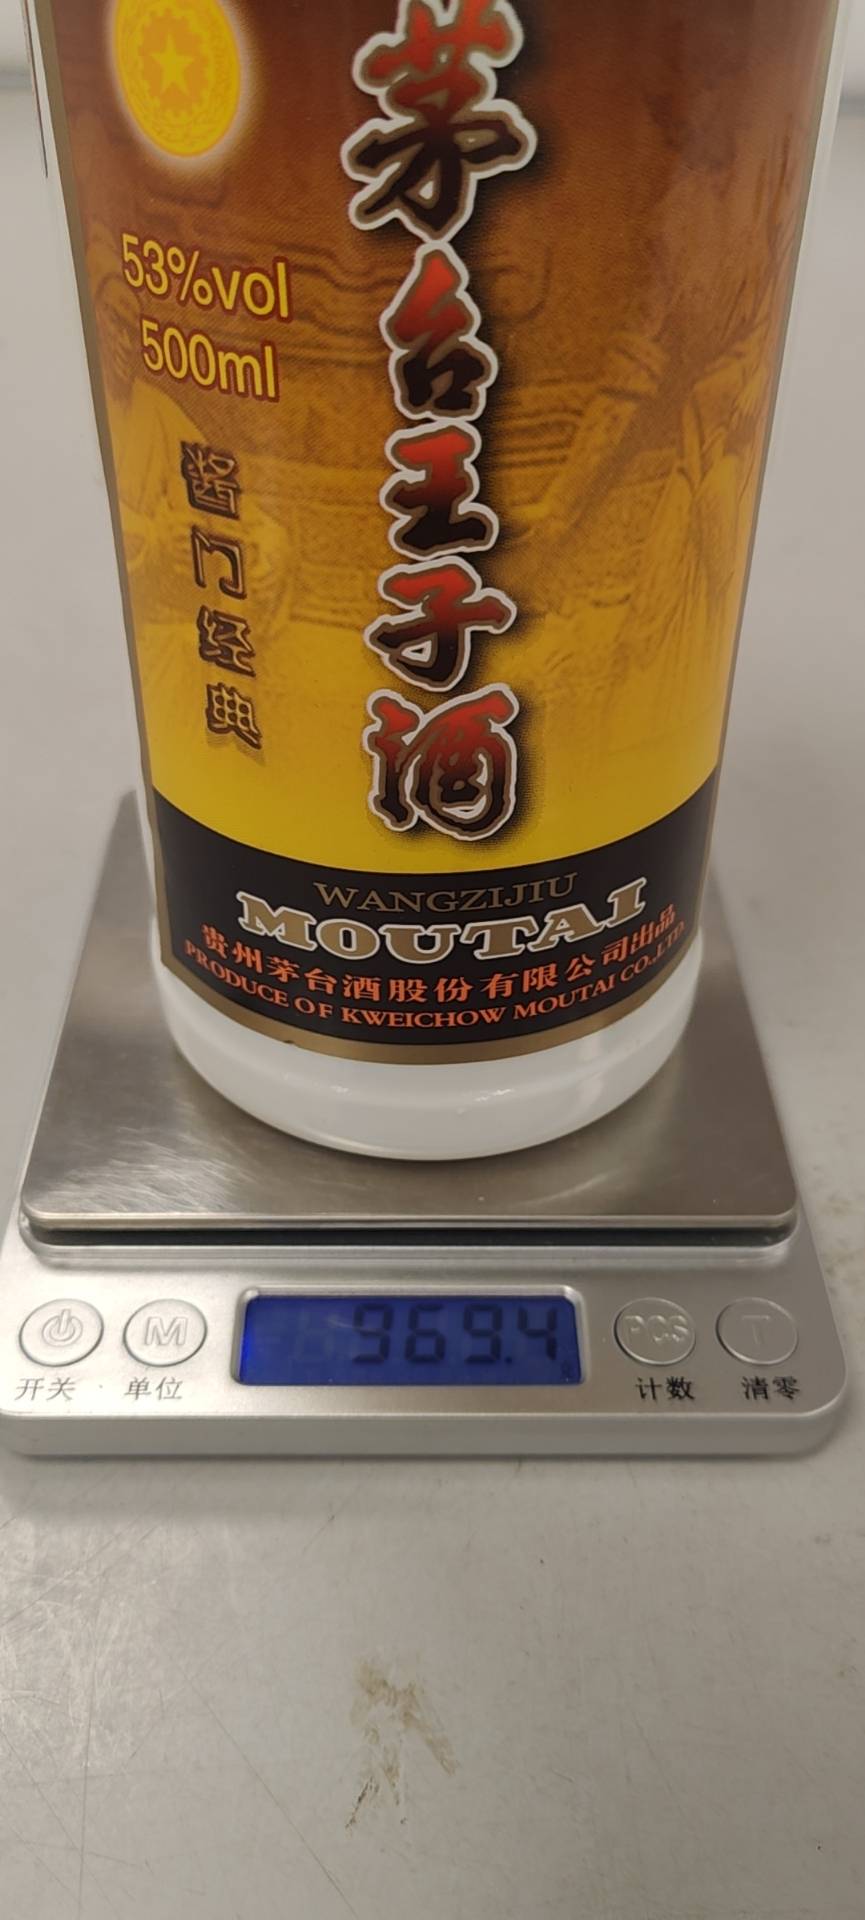 茅台王子酒
53%vol
500ml
酱门经典
WANGZIJIU
MOUTAI
贵州茅台酒股份有限公司出品
PRODUCE OF KWEICHOW MOUTAI CO.,LTD.
969.4
M
PCS
T
开关
单位
计数
清零